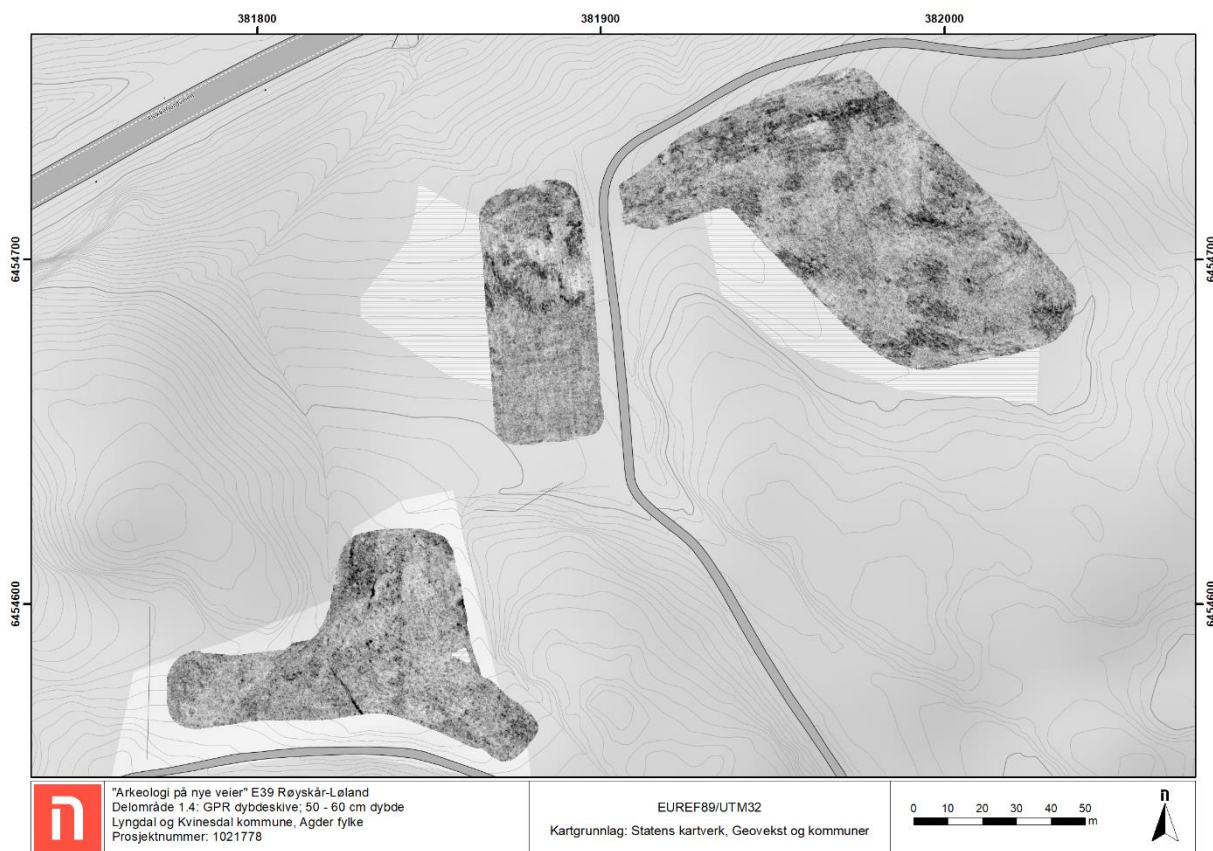 381800 381900 382000
6454700 6454700
6454600 6454600
"Arkeologi på nye veier" E39 Røyskår-Løland
Delområde 1.4: GPR dybdeskive; 50 - 60 cm dybde
Lyngdal og Kvinesdal kommune, Agder fylke
Prosjektnummer: 1021778
EUREF89/UTM32
Kartgrunnlag: Statens kartverk, Geovekst og kommuner
0 10 20 30 40 50
m
n